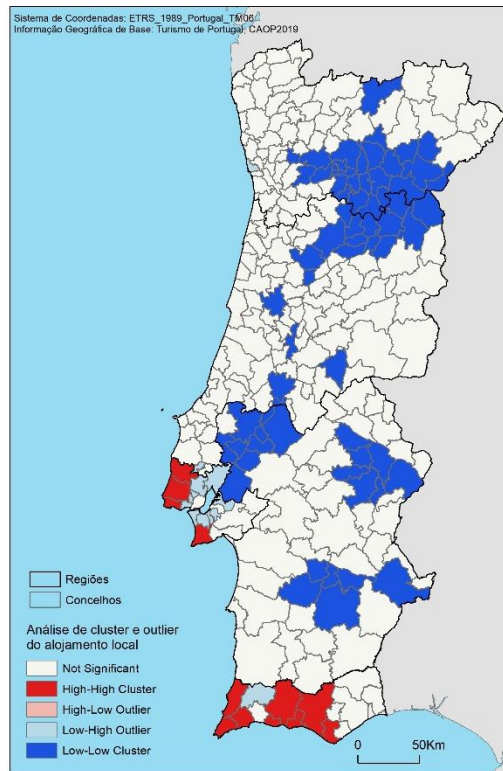 Sistema de Coordenadas: ETRS_1989_Portugal_TM06
Informação Geográfica de Base: Turismo de Portugal; CAOP2019
Regiões
Concelhos
Análise de cluster e outlier
do alojamento local
Not Significant
High-High Cluster
High-Low Outlier
Low-High Outlier
Low-Low Cluster
0 50Km